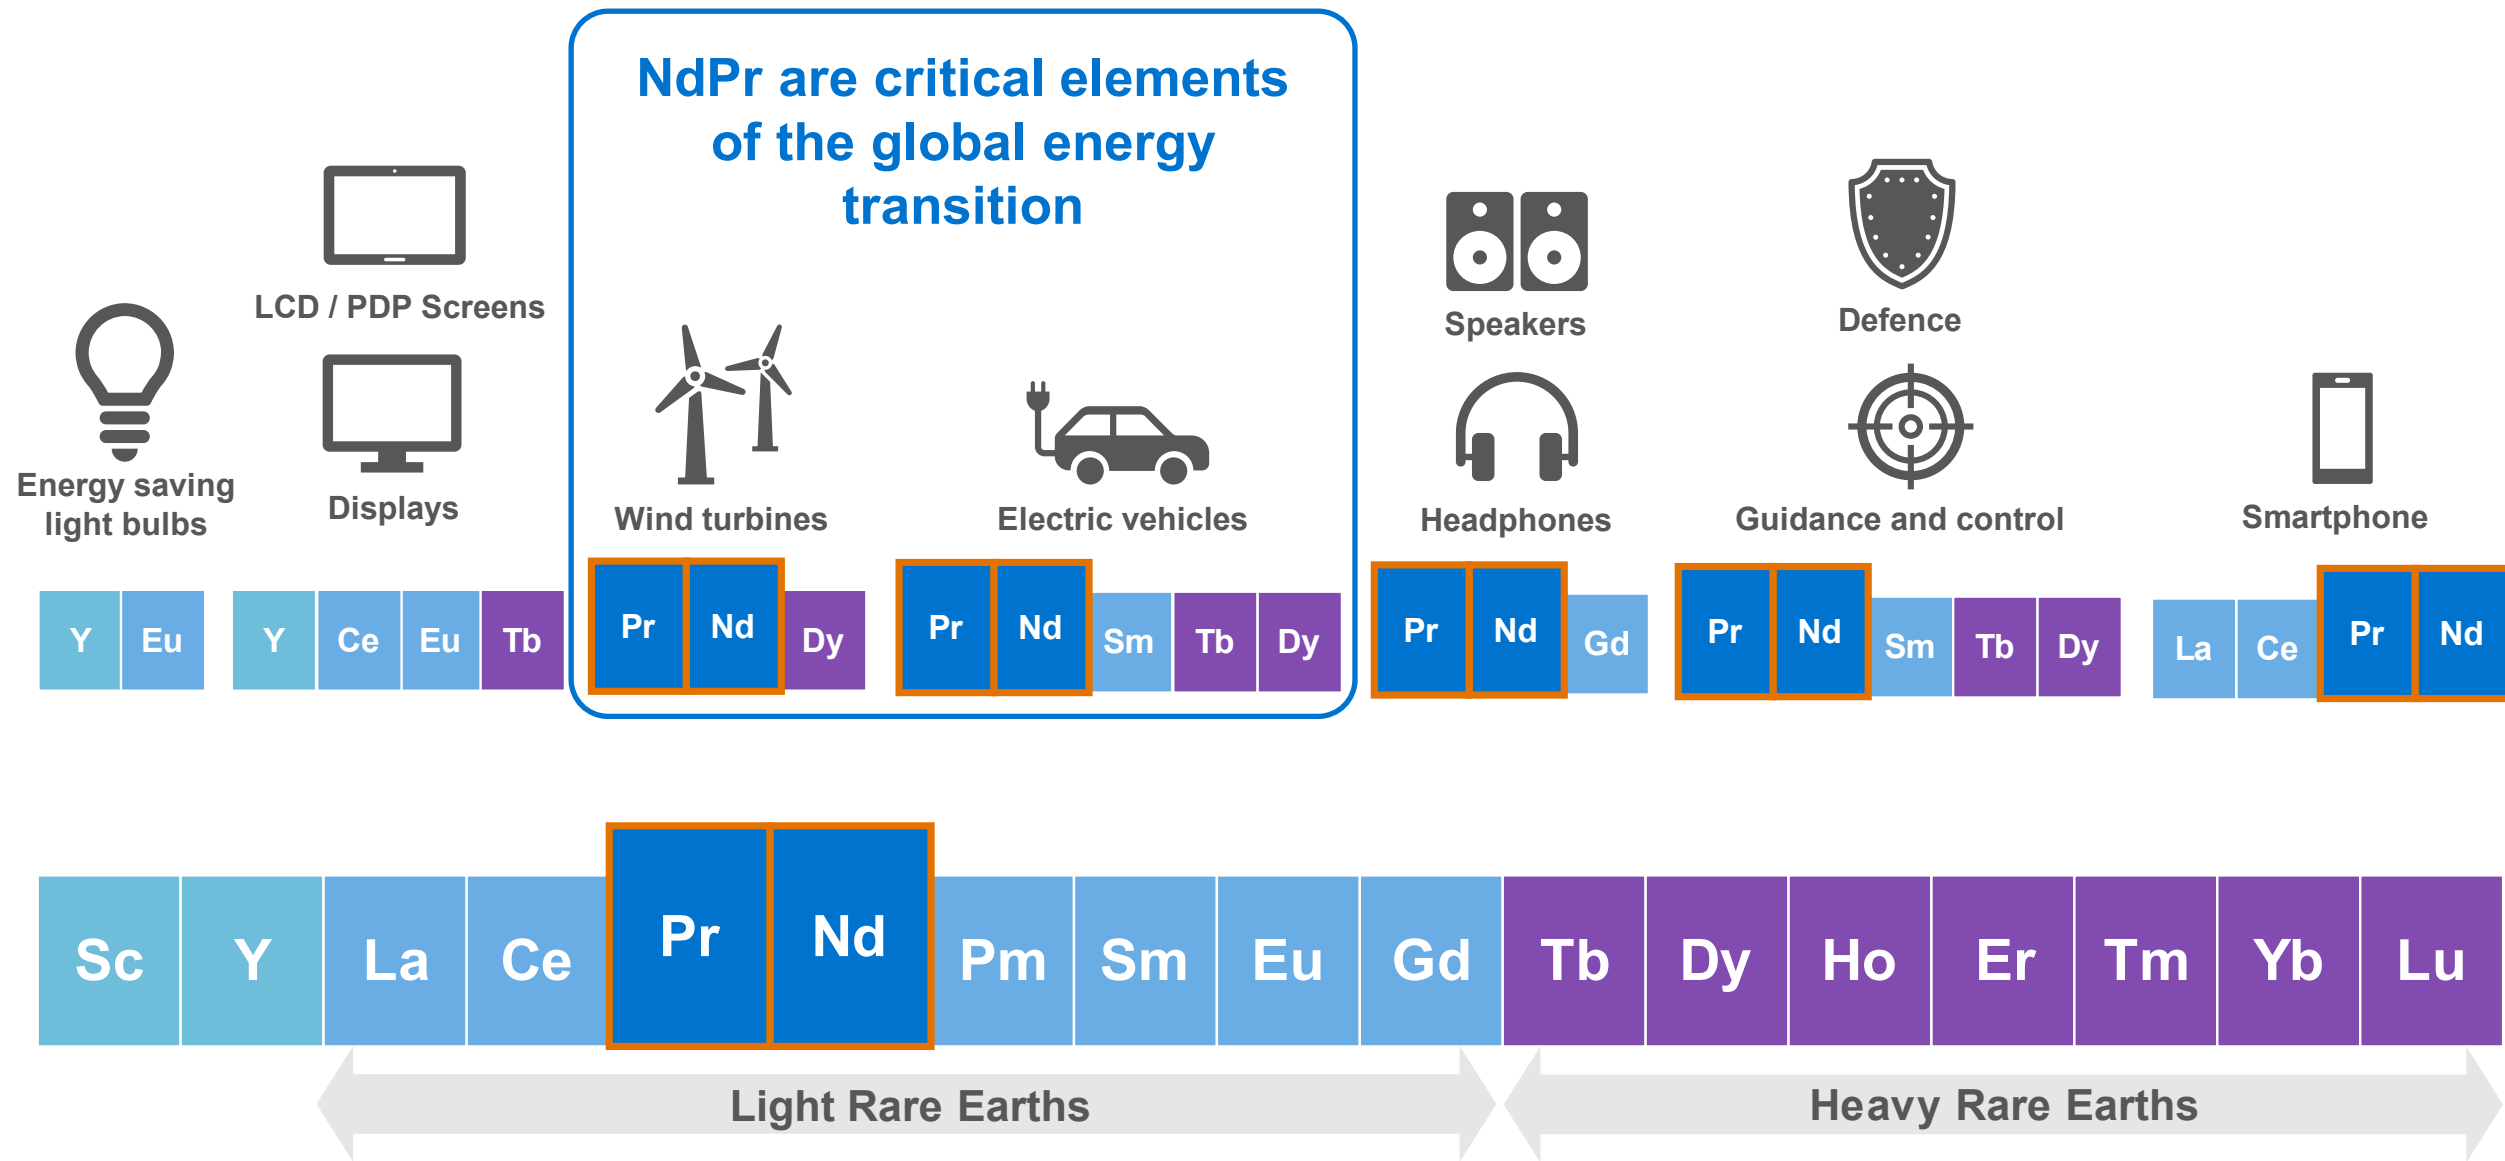 NdPr are critical elements
of the global energy
transition
LCD / PDP Screens
Speakers
Defence
Energy saving
light bulbs
Displays
Wind turbines
Electric vehicles
Headphones
Guidance and control
Smartphone
Y Eu
Y Ce Eu Tb
Pr Nd Dy
Pr Nd Sm Tb Dy
Pr Nd Gd
Pr Nd Sm Tb Dy
La Ce Pr Nd
Sc Y La Ce Pr Nd Pm Sm Eu Gd Tb Dy Ho Er Tm Yb Lu
Light Rare Earths
Heavy Rare Earths